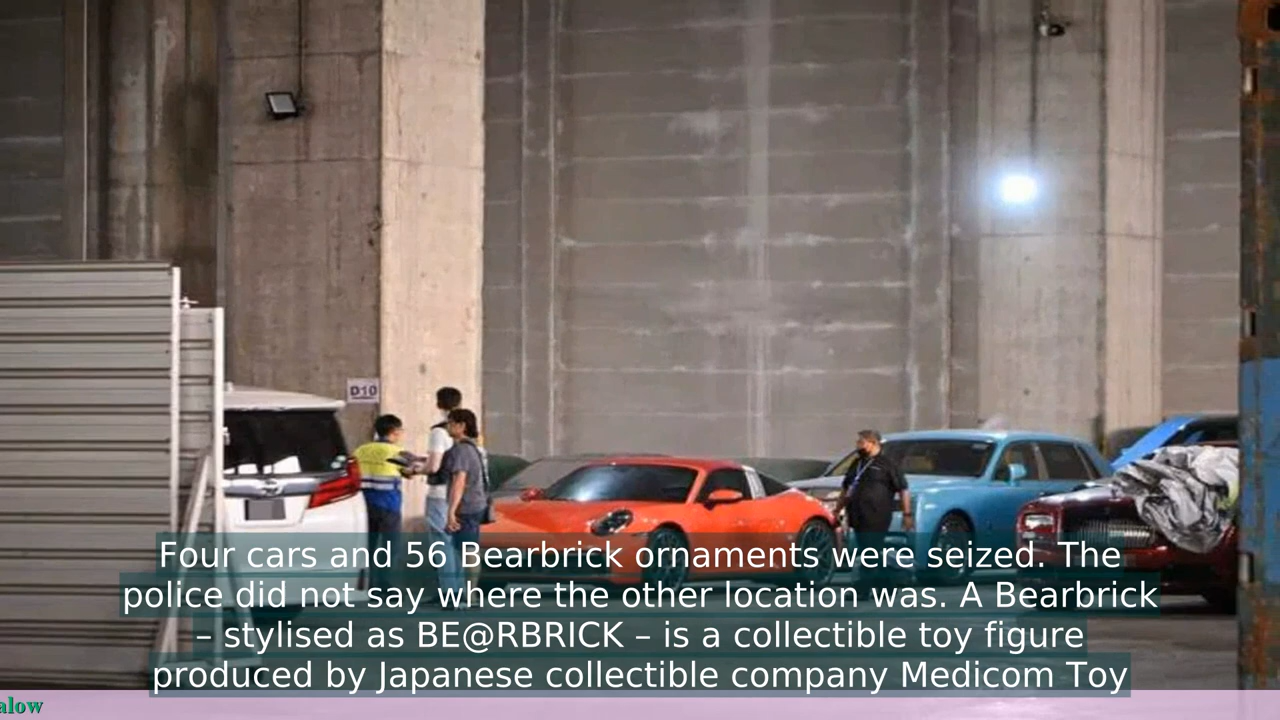 D10
Four cars and 56 Bearbrick ornaments were seized. The
police did not say where the other location was. A Bearbrick
– stylised as BE@RBRICK – is a collectible toy figure
produced by Japanese collectible company Medicom Toy
alow